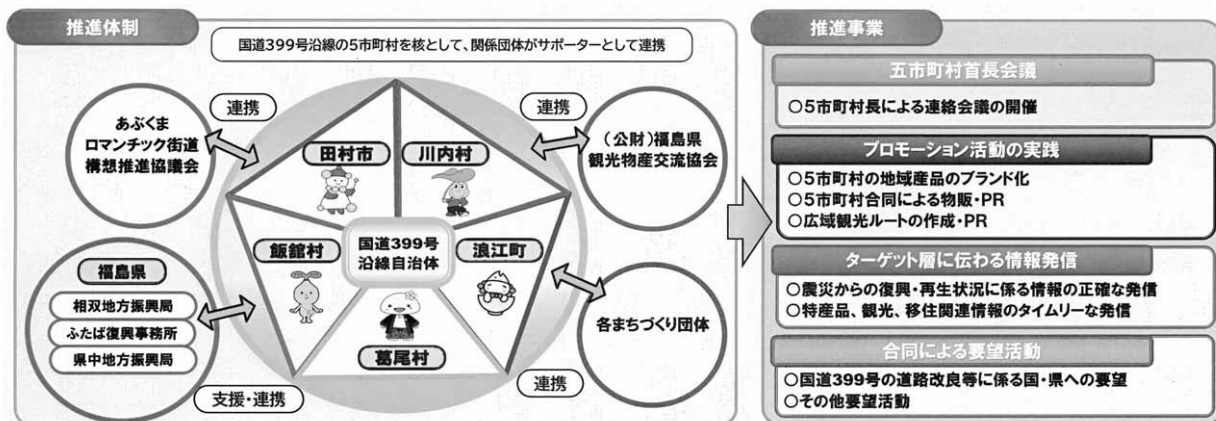 推進体制
国道399号沿線の5市町村を核として、関係団体がサポーターとして連携
連携
連携
あぶくま
ロマンチック街道
構想推進協議会
(公財)福島県
観光物産交流協会
田村市
川内村
飯舘村
国道399号
沿線自治体
浪江町
葛尾村
福島県
相双地方振興局
ふたば復興事務所
県中地方振興局
各まちづくり団体
支援・連携
連携
推進事業
五市町村首長会議
○5市町村長による連絡会議の開催
プロモーション活動の実践
○5市町村の地域産品のブランド化
○5市町村合同による物販・PR
○広域観光ルートの作成・PR
ターゲット層に伝わる情報発信
○震災からの復興・再生状況に係る情報の正確な発信
○特産品、観光、移住関連情報のタイムリーな発信
合同による要望活動
○国道399号の道路改良等に係る国・県への要望
○その他要望活動